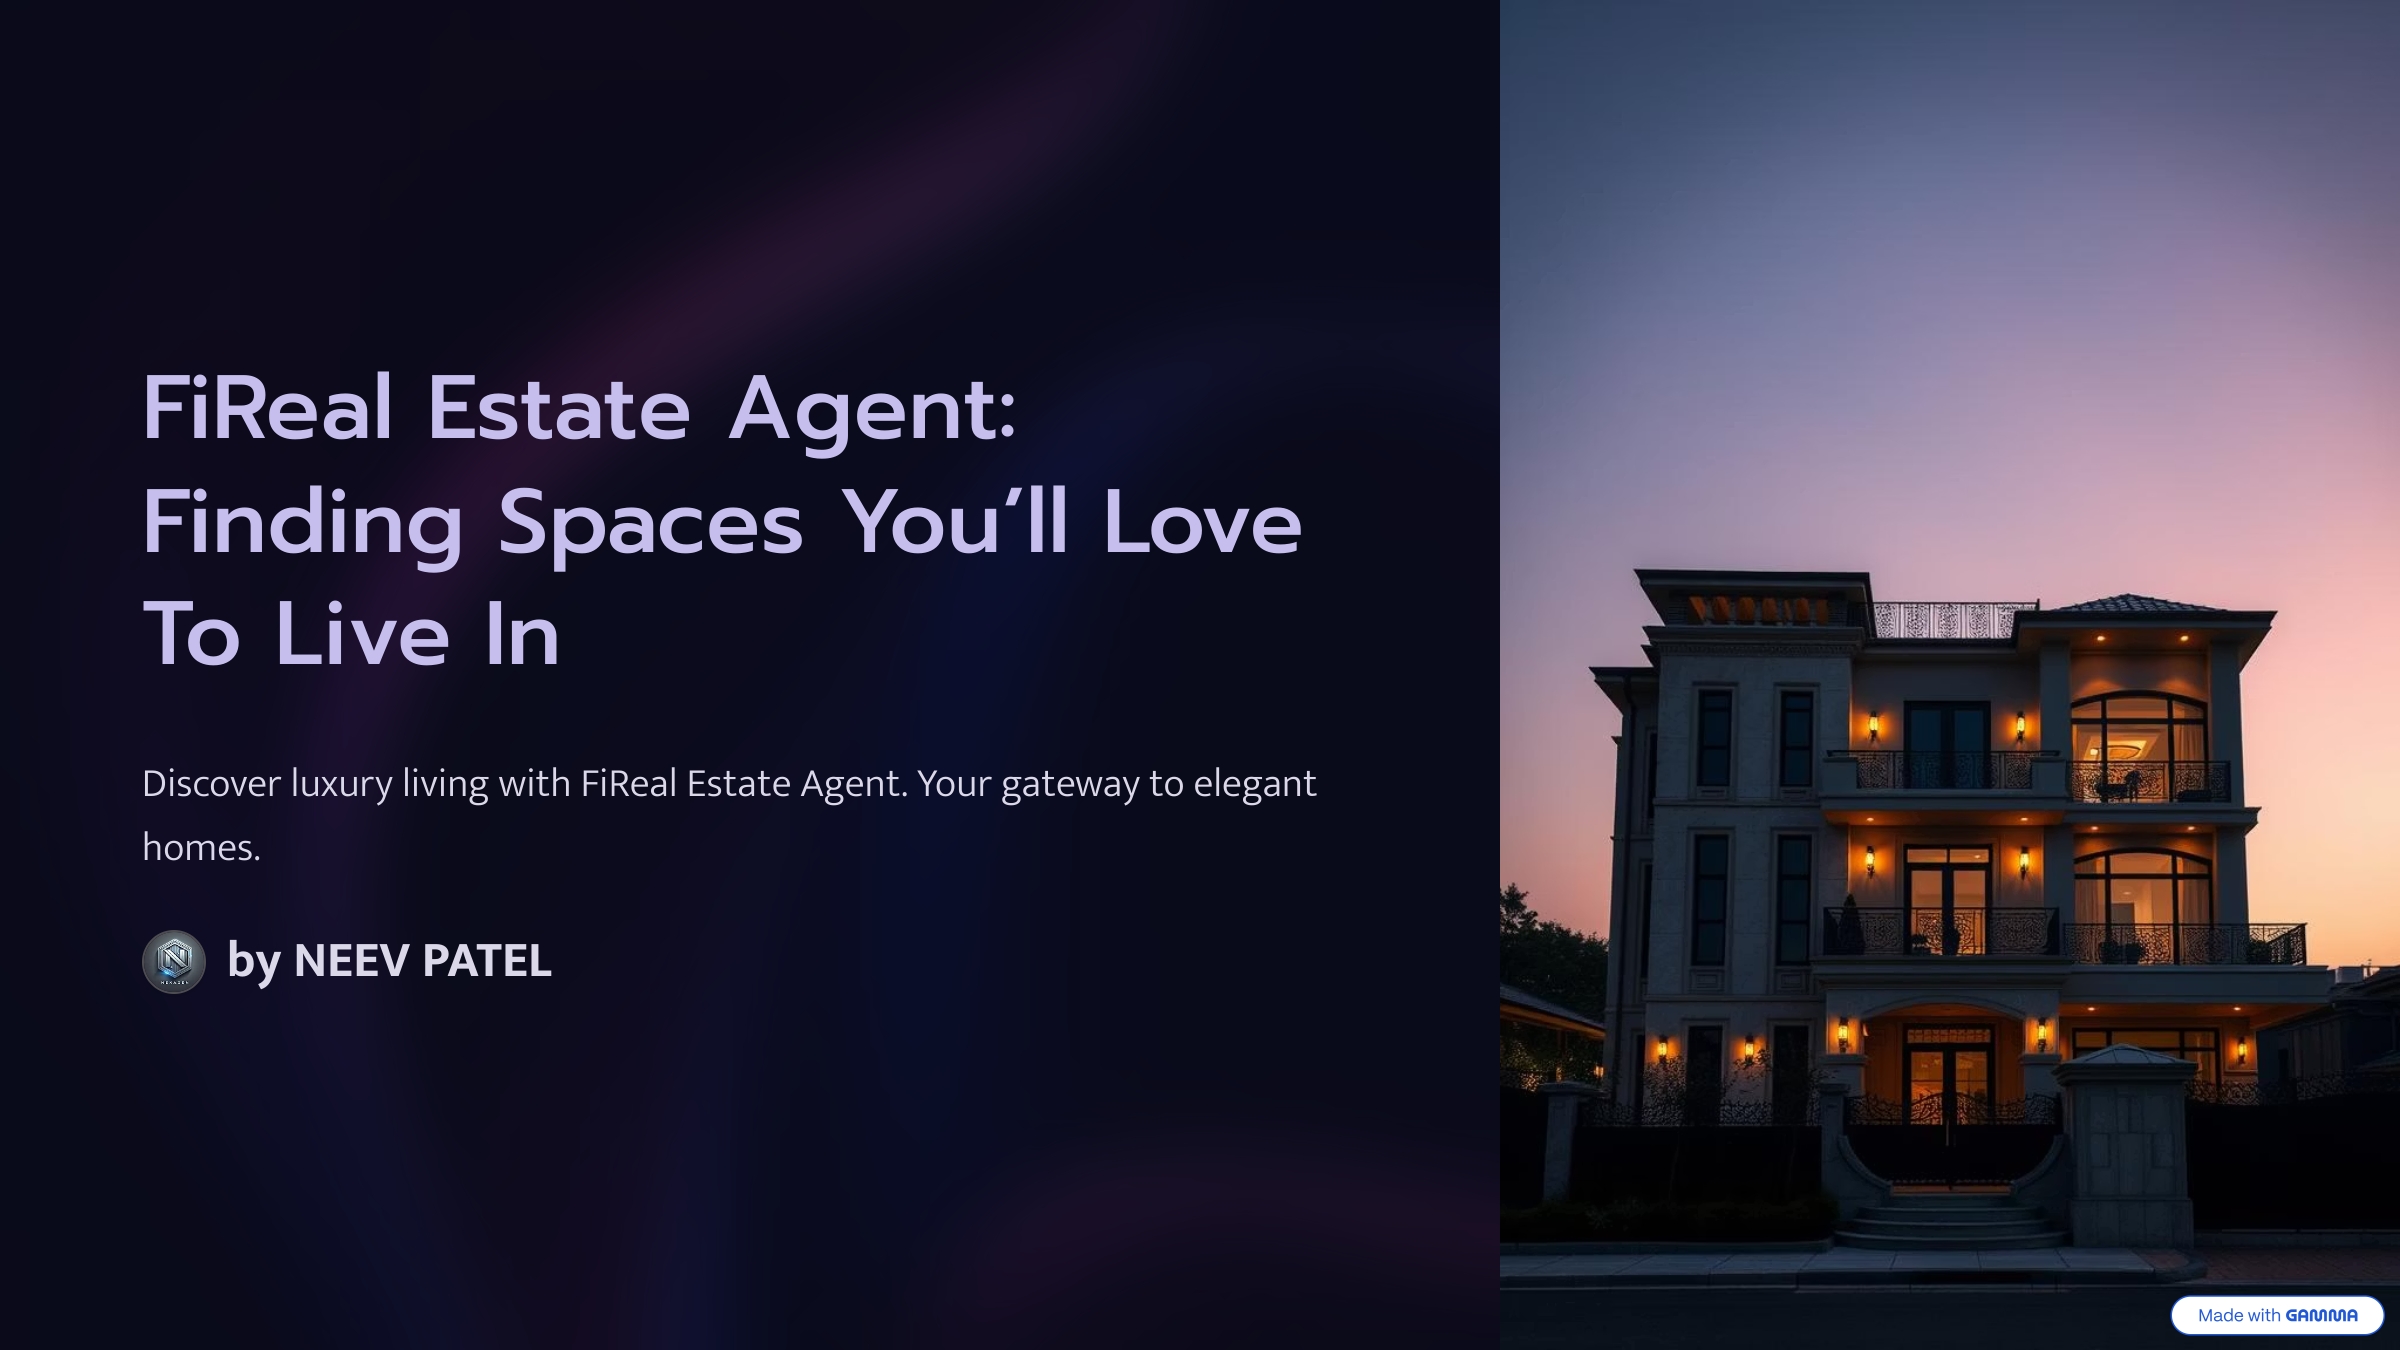 FiReal Estate Agent:
Finding Spaces You’ll Love
To Live In
Discover luxury living with FiReal Estate Agent. Your gateway to elegant
homes.
by NEEV PATEL
Made with GAMMA